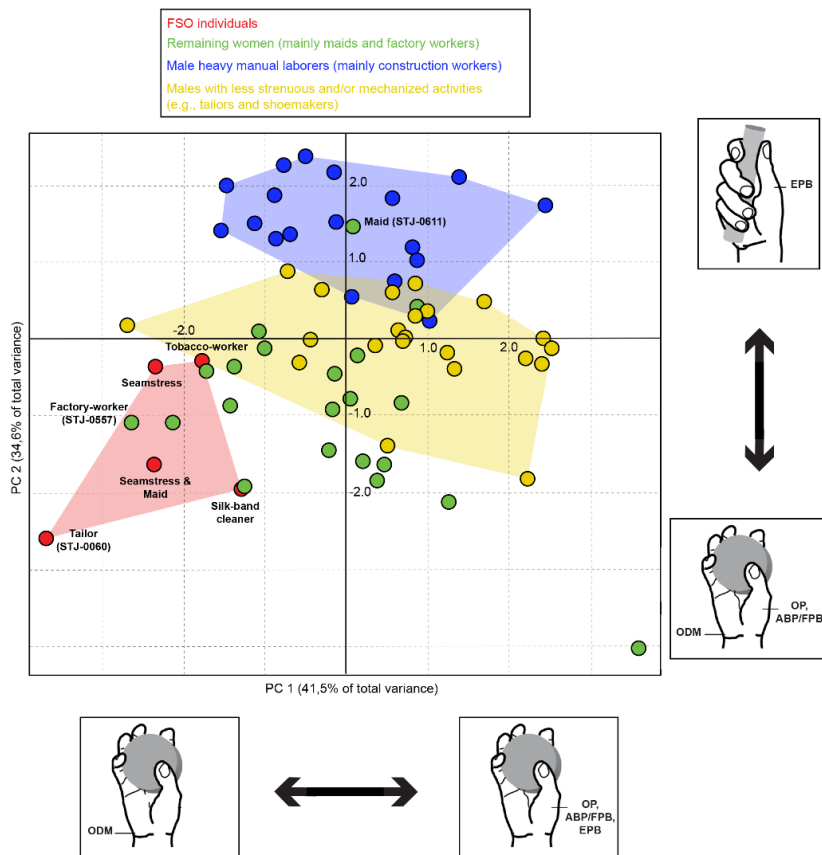 FSO individuals
Remaining women (mainly maids and factory workers)
Male heavy manual laborers (mainly construction workers)
Males with less strenuous and/or mechanized activities
(e.g., tailors and shoemakers)
2.0
Maid (STJ-0611)
EPB
1.0
-2.0
1.0
2.0
Tobacco-worker
Seamstress
Factory-worker
(STJ-0557)
-1.0
Seamstress &
Maid
Silk-band
cleaner
-2.0
Tailor
(STJ-0060)
PC 2 (34,6% of total variance)
OP,
ABP/FPB
ODM
PC 1 (41,5% of total variance)
ODM
OP,
ABP/FPB,
EPB